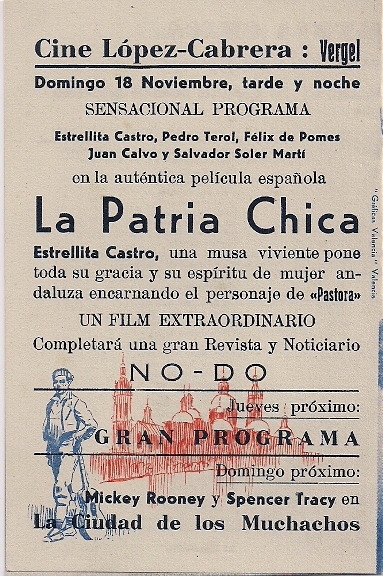 Cine López-Cabrera : Vergel
Domingo 18 Noviembre, tarde y noche
SENSACIONAL PROGRAMA
Estrellita Castro, Pedro Terol, Félix de Pomes
Juan Calvo y Salvador Soler Martí
en la auténtica película española
La Patria Chica
Estrellita Castro, una musa viviente pone
toda su gracia y su espíritu de mujer an-
daluza encarnando el personaje de «Pastora»
UN FILM EXTRAORDINARIO
Completará una gran Revista y Noticiario
NO-DO
Jueves próximo:
GRAN PROGRAMA
Domingo próximo:
Mickey Rooney y Spencer Tracy en
La Ciudad de los Muchachos
"Gráficas Valencia" Valencia